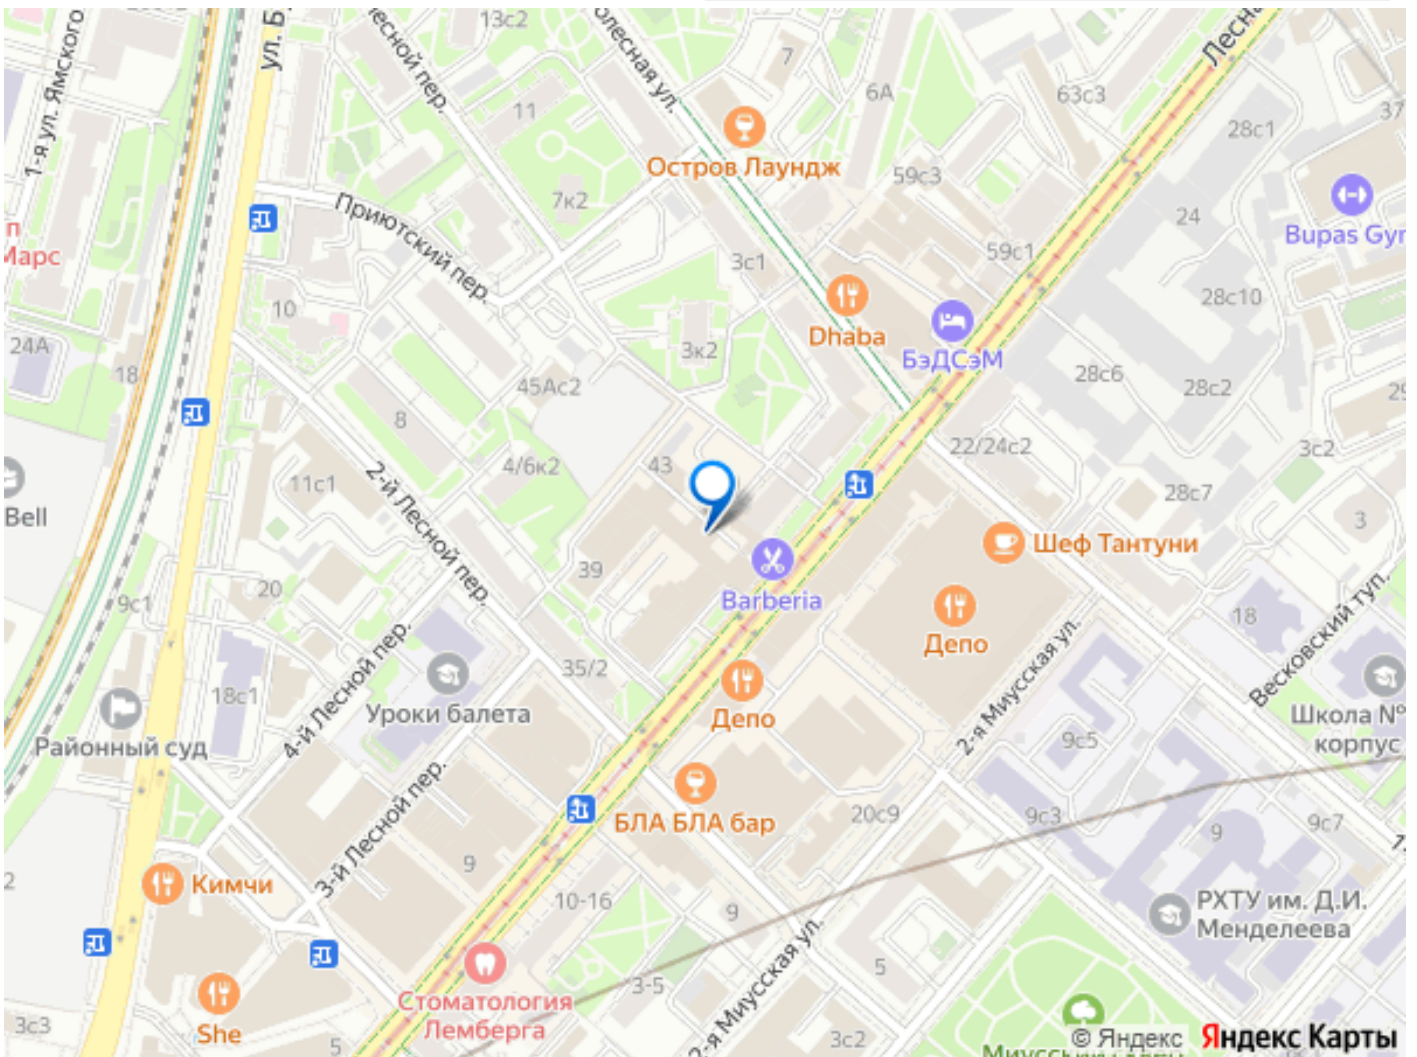 13с2
Лесной пер.
олесная ул.
Лесна
ул. Б
1-я ул. Ямского
7
6А
63с3
37
11
28с1
Остров Лаундж
59с3
7к2
24
Приютский пер.
п
Марс
Bupas Gyr
3с1
59с1
28с10
10
Dhaba
БэДСэМ
24А
3к2
18
45Ас2
28с6
28с2
8
22/24с2
3с2
4/6к2
43
11с1
2-й Лесной пер.
28с7
Bell
3
Шеф Тантуни
39
20
9с1
Barberia
18
Депо
Весковский туп.
4-й Лесной пер.
35/2
2-я Миусская ул.
18с1
Уроки балета
Депо
Школа №
корпус
Районный суд
9с5
3-й Лесной пер.
БЛА БЛА бар
20с9
9с3
9
9с7
9
2
Кимчи
10-16
9
РХТУ им. Д.И.
Менделеева
2-я Миусская ул.
5
3-5
Стоматология
Лемберга
She
3с3
5
3с2
© Яндекс Яндекс Карты